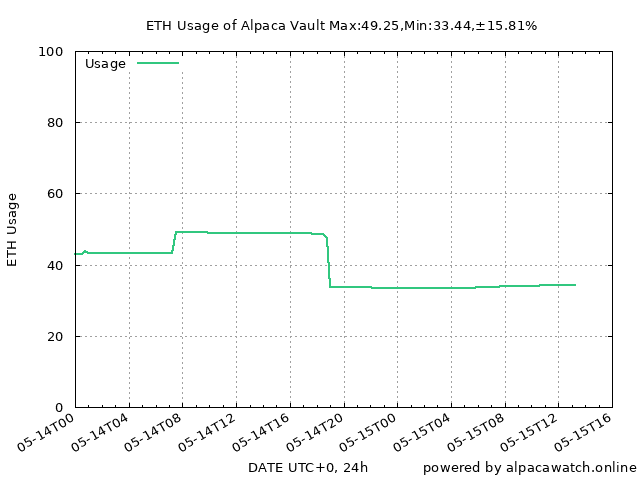 ETH Usage of Alpaca Vault Max:49.25,Min:33.44,±15.81%
Usage
100
80
60
40
20
0
ETH Usage
05-14T00
05-14T04
05-14T08
05-14T12
05-14T16
05-14T20
05-15T00
05-15T04
05-15T08
05-15T12
05-15T16
DATE UTC+0, 24h
powered by alpacawatch.online